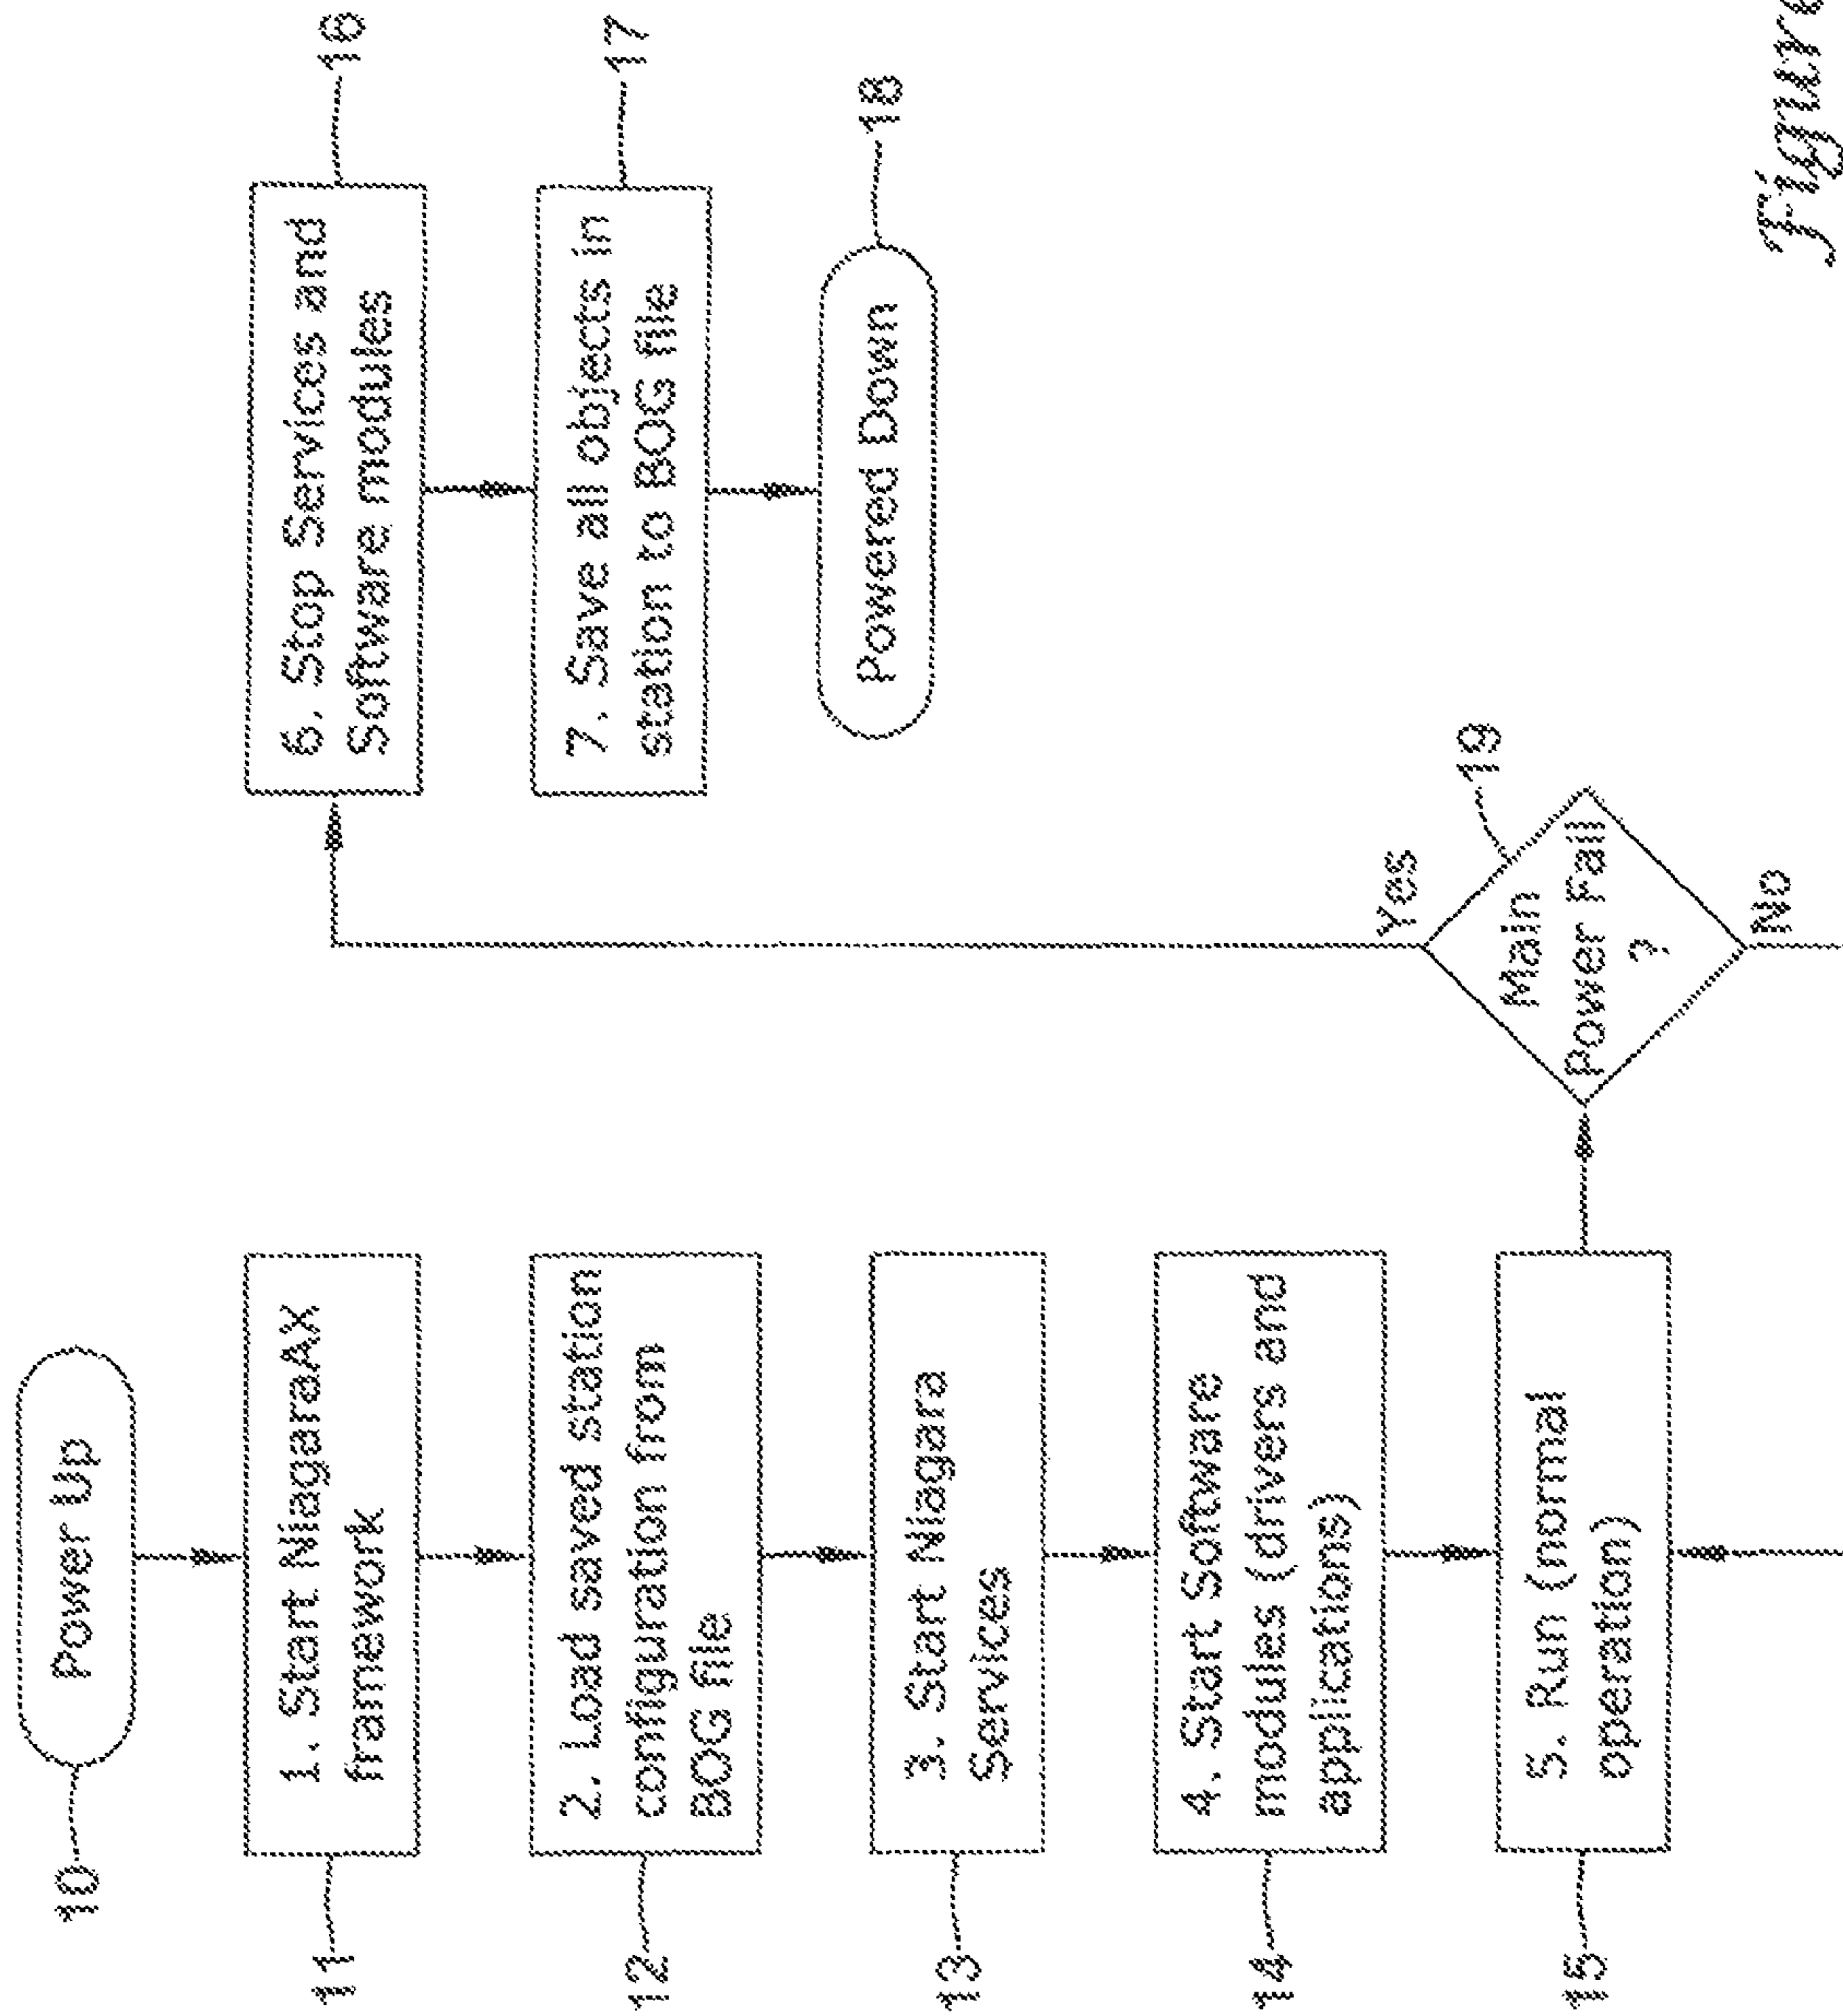 10
Power Up
11
1. Start NiagaraAX
framework
12
2. Load saved station
configuration from
BOG file
13
3. Start Niagara
Services
14
4. Start Software
modules (drivers and
applications)
15
5. Run (normal
operation)
Main
Power Fail
?
19
Yes
No
6. Stop Services and
Software modules
16
7. Save all objects in
station to BOG file
17
Powered Down
18
Figure